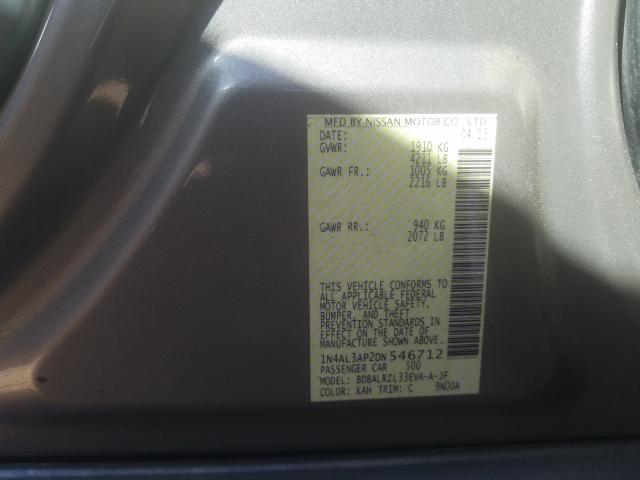 MFD BY NISSAN MOTOR CO., LTD
DATE: 04 23
GVWR: 1910 KG
4211 LB
GAWR FR.: 1005 KG
2216 LB
GAWR RR.: 940 KG
2072 LB
THIS VEHICLE CONFORMS TO
ALL APPLICABLE FEDERAL
MOTOR VEHICLE SAFETY,
BUMPER, AND THEFT
PREVENTION STANDARDS IN
EFFECT ON THE DATE OF
MANUFACTURE SHOWN ABOVE.
1N4AL3AP2DN 546712
PASSENGER CAR 500
MODEL: BDBALRZL33EVA-A-JF
COLOR: KAH TRIM: C 9N00A